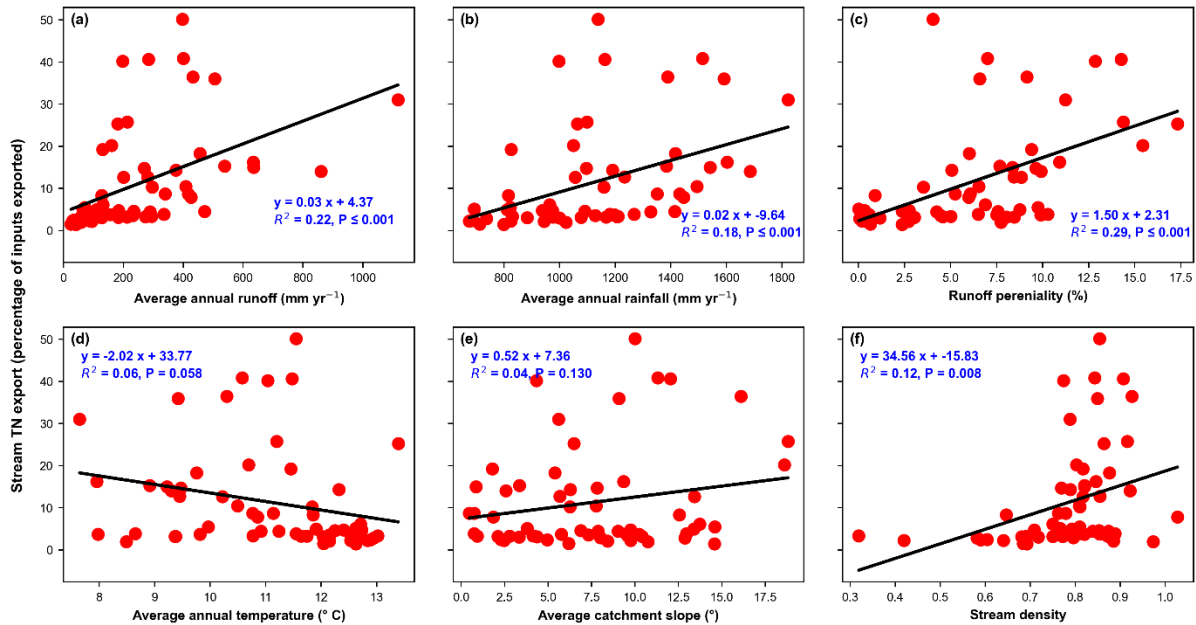 Stream TN export (percentage of inputs exported)
(a)
50
40
30
20
10
0
y = 0.03 x + 4.37
R² = 0.22, P ≤ 0.001
0 200 400 600 800 1000
Average annual runoff (mm yr⁻¹)
(b)
y = 0.02 x + -9.64
R² = 0.18, P ≤ 0.001
800 1000 1200 1400 1600 1800
Average annual rainfall (mm yr⁻¹)
(c)
y = 1.50 x + 2.31
R² = 0.29, P ≤ 0.001
0.0 2.5 5.0 7.5 10.0 12.5 15.0 17.5
Runoff pereniality (%)
(d)
50
40
30
20
10
0
y = -2.02 x + 33.77
R² = 0.06, P = 0.058
8 9 10 11 12 13
Average annual temperature (° C)
(e)
y = 0.52 x + 7.36
R² = 0.04, P = 0.130
0.0 2.5 5.0 7.5 10.0 12.5 15.0 17.5
Average catchment slope (°)
(f)
y = 34.56 x + -15.83
R² = 0.12, P = 0.008
0.3 0.4 0.5 0.6 0.7 0.8 0.9 1.0
Stream density